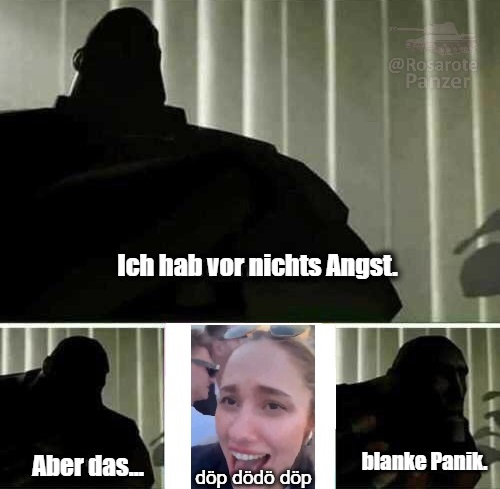 @Rosarote
Panzer
Ich hab vor nichts Angst.
Aber das...
döp dödö döp
blanke Panik.